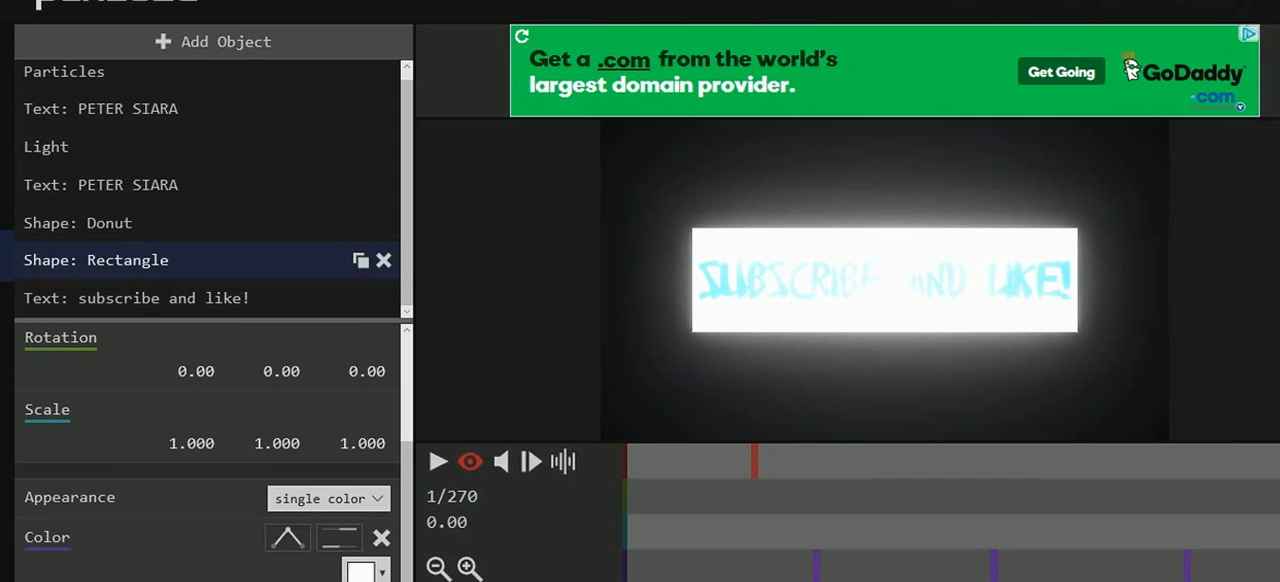 Add Object
Particles
Text: PETER SIARA
Light
Text: PETER SIARA
Shape: Donut
Shape: Rectangle
Text: subscribe and like!
Rotation
0.00 0.00 0.00
Scale
1.000 1.000 1.000
Appearance
single color
Color
Get a .com from the world's
largest domain provider.
Get Going
GoDaddy
.com
SUBSCRIBE AND LIKE!
1/270
0.00